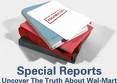 Special Reports
Uncover The Truth About Wal-Mart